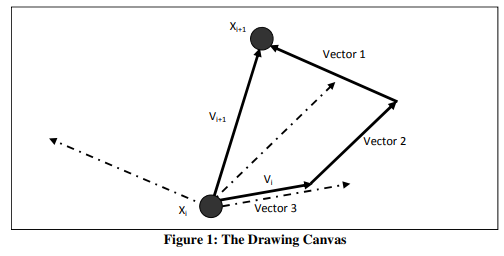 Xi+1
Vector 1
Vi+1
Vector 2
Vi
Xi
Vector 3
Figure 1: The Drawing Canvas